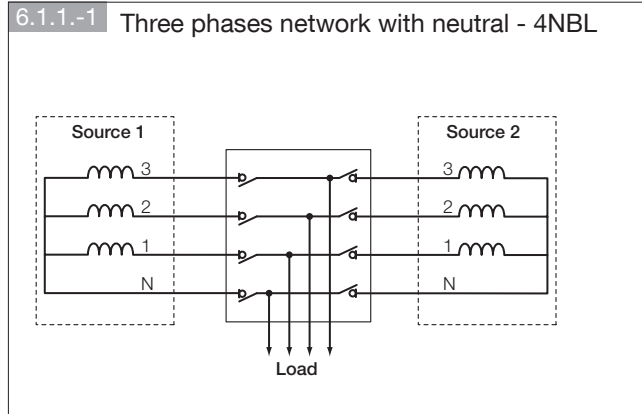 6.1.1.-1 Three phases network with neutral - 4NBL
Source 1
Source 2
3
3
2
2
1
1
N
N
Load